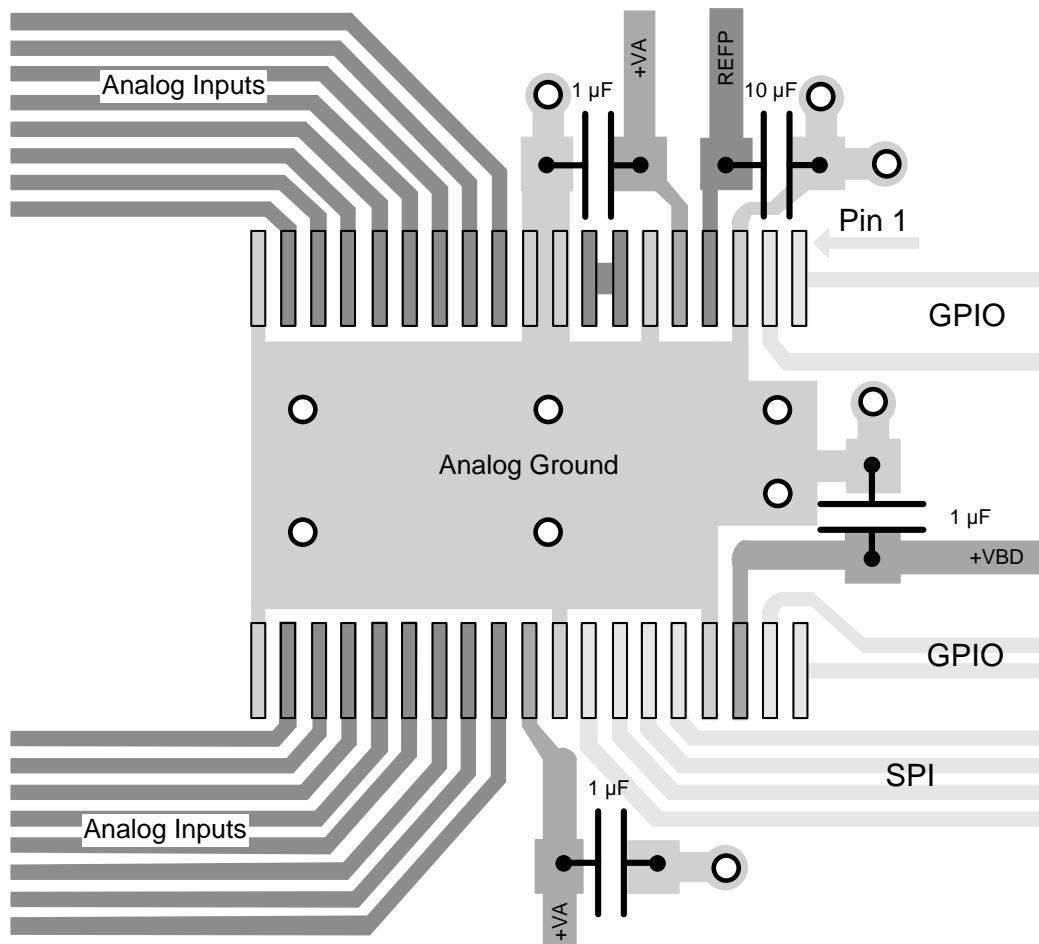 Analog Inputs
1 µF
+VA
REFP
10 µF
Pin 1
GPIO
Analog Ground
1 µF
+VBD
GPIO
SPI
1 µF
Analog Inputs
+VA